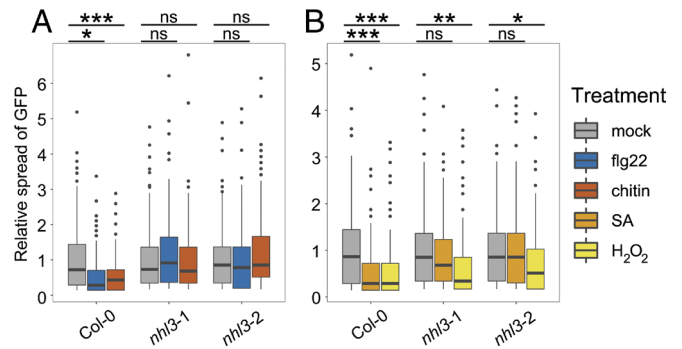 A
*** ns ns
* ns ns
Relative spread of GFP
6
5
4
3
2
1
0
Col-0 nhl3-1 nhl3-2
B
*** ** *
*** ns ns
5
4
3
2
1
0
Col-0 nhl3-1 nhl3-2
Treatment
mock
flg22
chitin
SA
H₂O₂